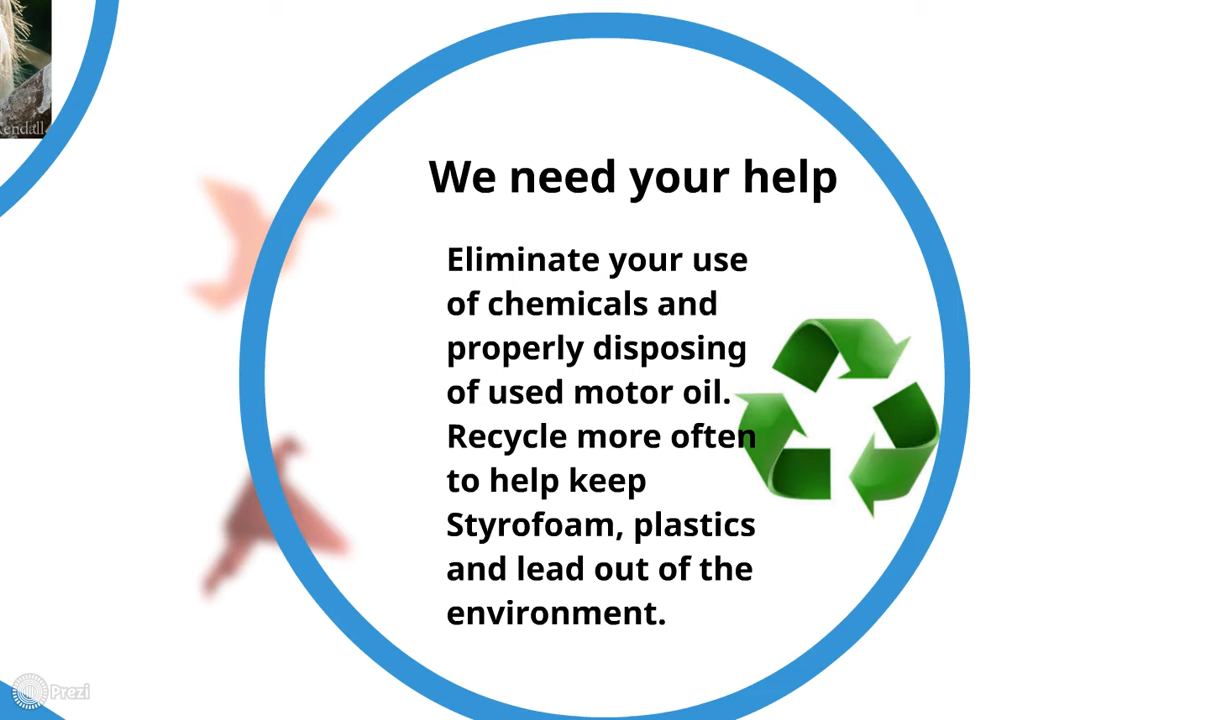 Kendall
We need your help
Eliminate your use
of chemicals and
properly disposing
of used motor oil.
Recycle more often
to help keep
Styrofoam, plastics
and lead out of the
environment.
Prezi